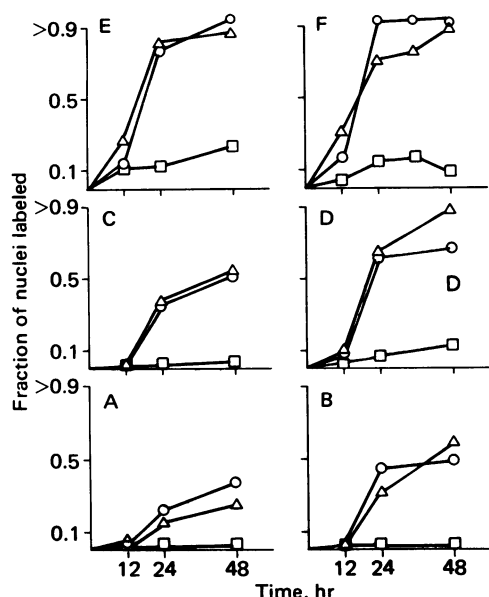 Fraction of nuclei labeled
E
>0.9
0.5
0.1
F
C
>0.9
0.5
0.1
D
D
A
>0.9
0.5
0.1
12 24 48
B
12 24 48
Time, hr